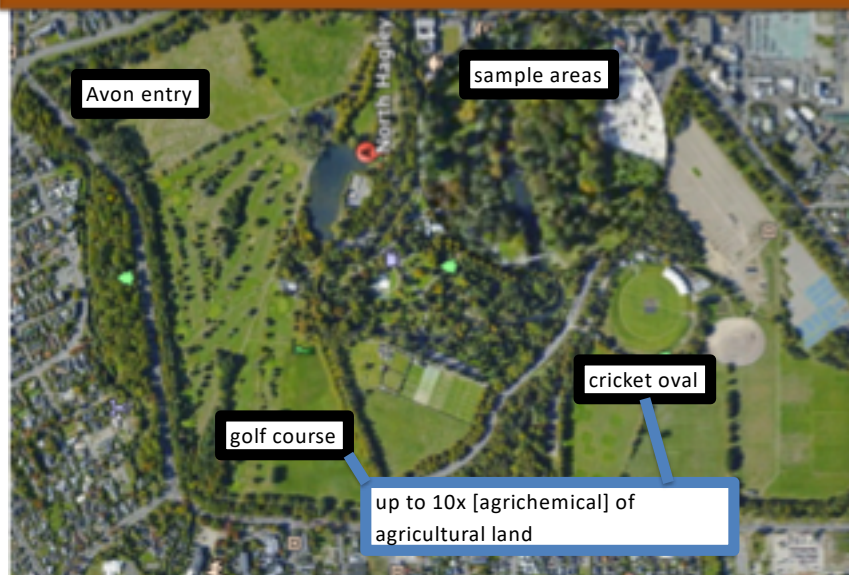 North Hagley
Avon entry
sample areas
cricket oval
golf course
up to 10x [agrichemical] of
agricultural land